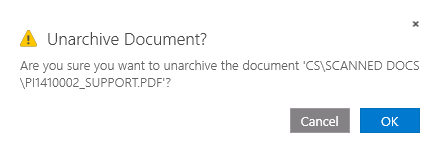 Unarchive Document?
Are you sure you want to unarchive the document 'CS\SCANNED DOCS
\PI1410002_SUPPORT.PDF'?
Cancel OK